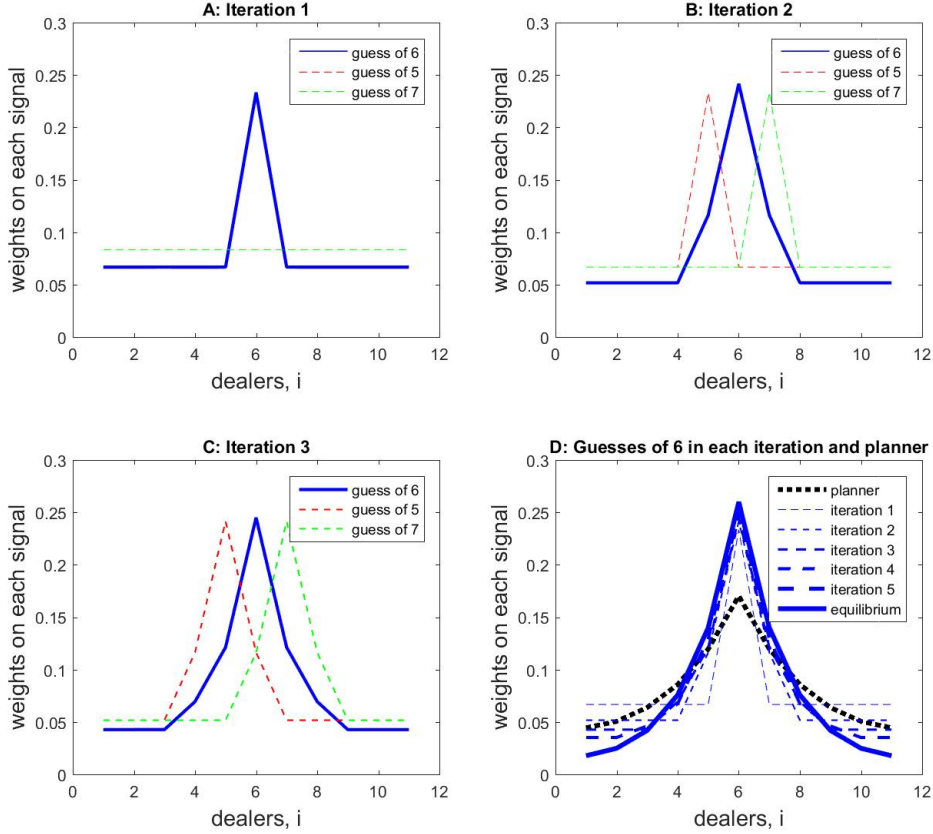 A: Iteration 1
0.3
0.25
0.2
0.15
0.1
0.05
0
weights on each signal
guess of 6
guess of 5
guess of 7
0 2 4 6 8 10 12
dealers, i
B: Iteration 2
0.3
0.25
0.2
0.15
0.1
0.05
0
weights on each signal
guess of 6
guess of 5
guess of 7
0 2 4 6 8 10 12
dealers, i
C: Iteration 3
0.3
0.25
0.2
0.15
0.1
0.05
0
weights on each signal
guess of 6
guess of 5
guess of 7
0 2 4 6 8 10 12
dealers, i
D: Guesses of 6 in each iteration and planner
0.3
0.25
0.2
0.15
0.1
0.05
0
weights on each signal
planner
iteration 1
iteration 2
iteration 3
iteration 4
iteration 5
equilibrium
0 2 4 6 8 10 12
dealers, i